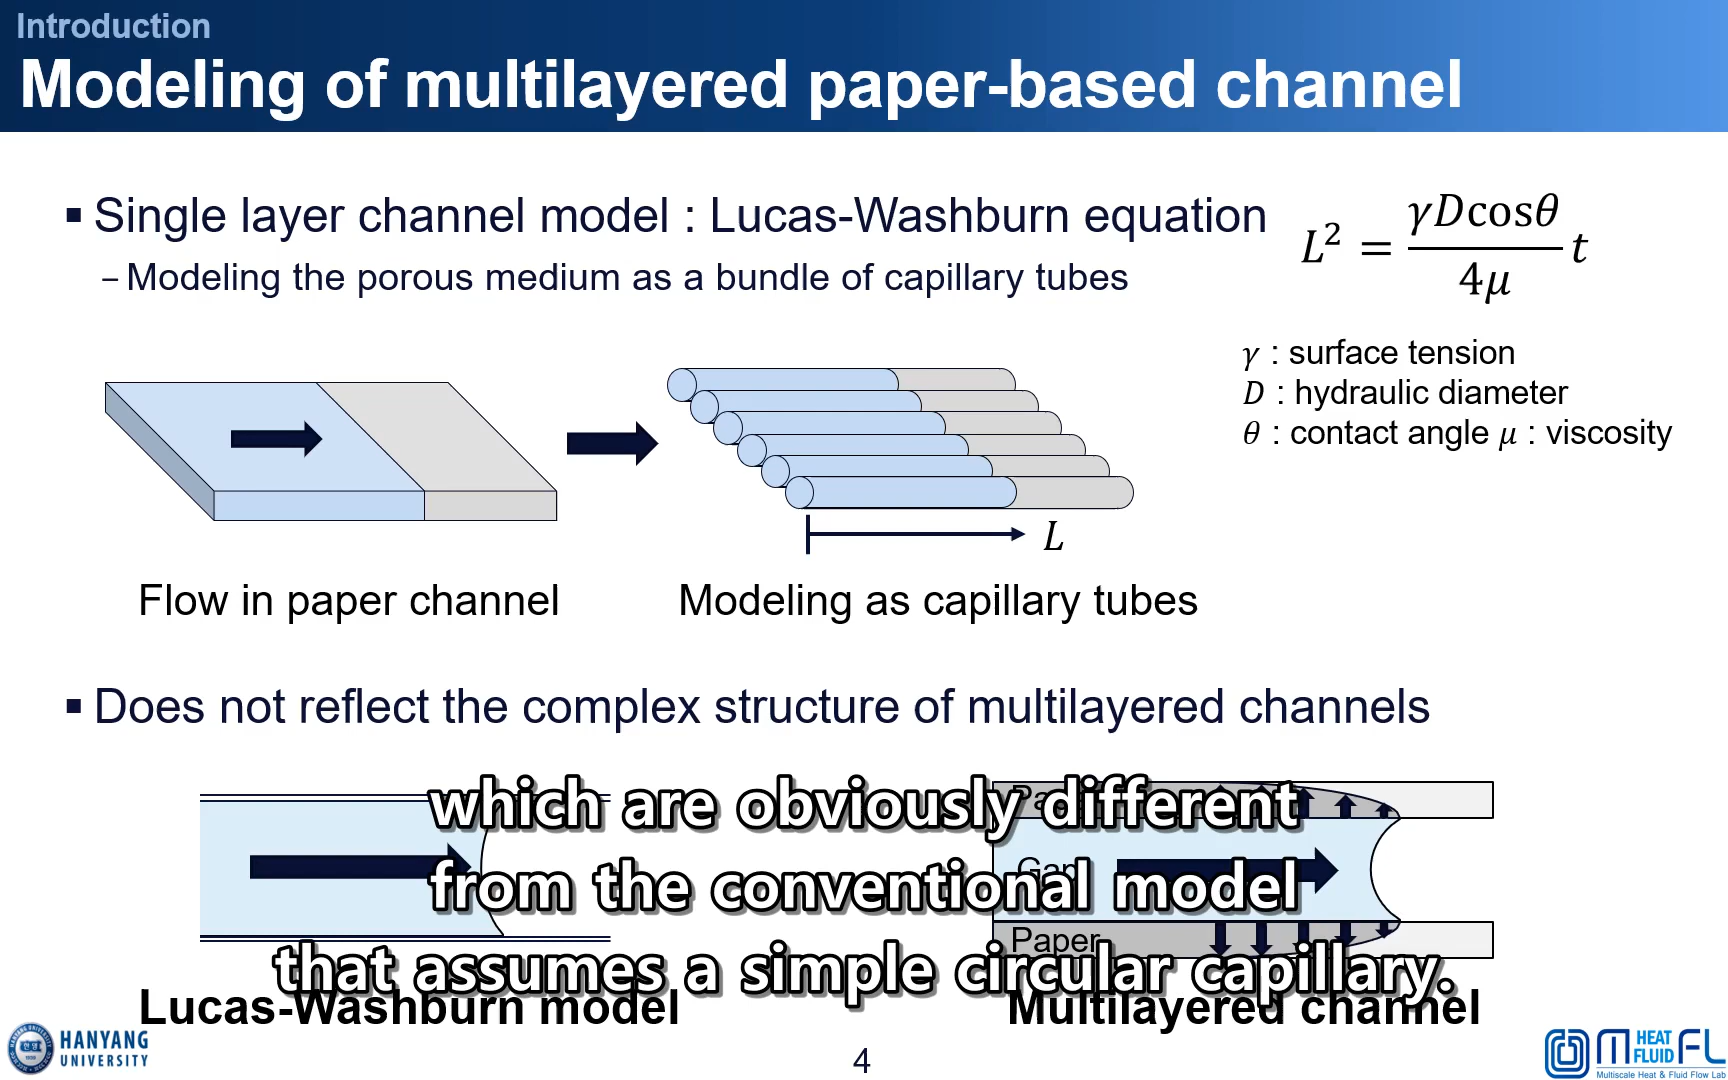 Introduction
Modeling of multilayered paper-based channel
▪ Single layer channel model : Lucas-Washburn equation
L² = γDcosθ / 4μ t
– Modeling the porous medium as a bundle of capillary tubes
γ : surface tension
D : hydraulic diameter
θ : contact angle μ : viscosity
L
Flow in paper channel
Modeling as capillary tubes
▪ Does not reflect the complex structure of multilayered channels
which are obviously different
from the conventional model
that assumes a simple circular capillary.
Gap
Paper
Lucas-Washburn model
Multilayered channel
HANYANG
UNIVERSITY
4
M HEAT FLUID FL
Multiscale Heat & Fluid Flow Lab